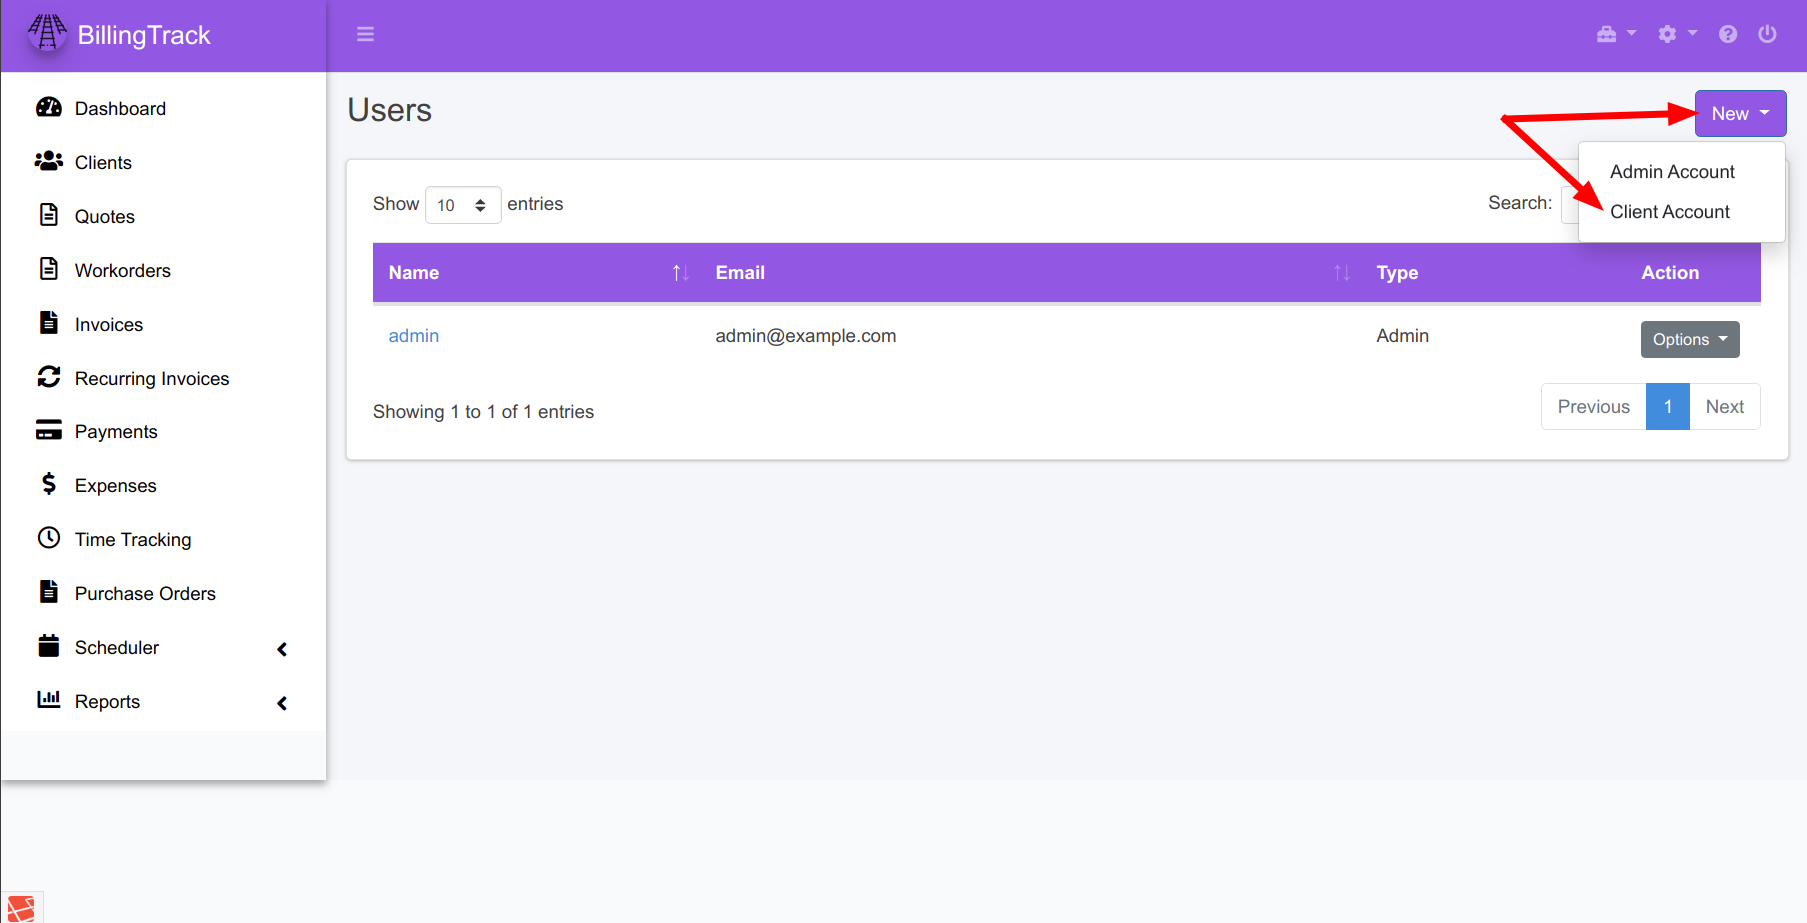 BillingTrack
Dashboard
Clients
Quotes
Workorders
Invoices
Recurring Invoices
Payments
Expenses
Time Tracking
Purchase Orders
Scheduler
Reports
Users
New
Admin Account
Client Account
Show 10 entries
Search:
Name Email Type Action
admin admin@example.com Admin Options
Showing 1 to 1 of 1 entries
Previous 1 Next